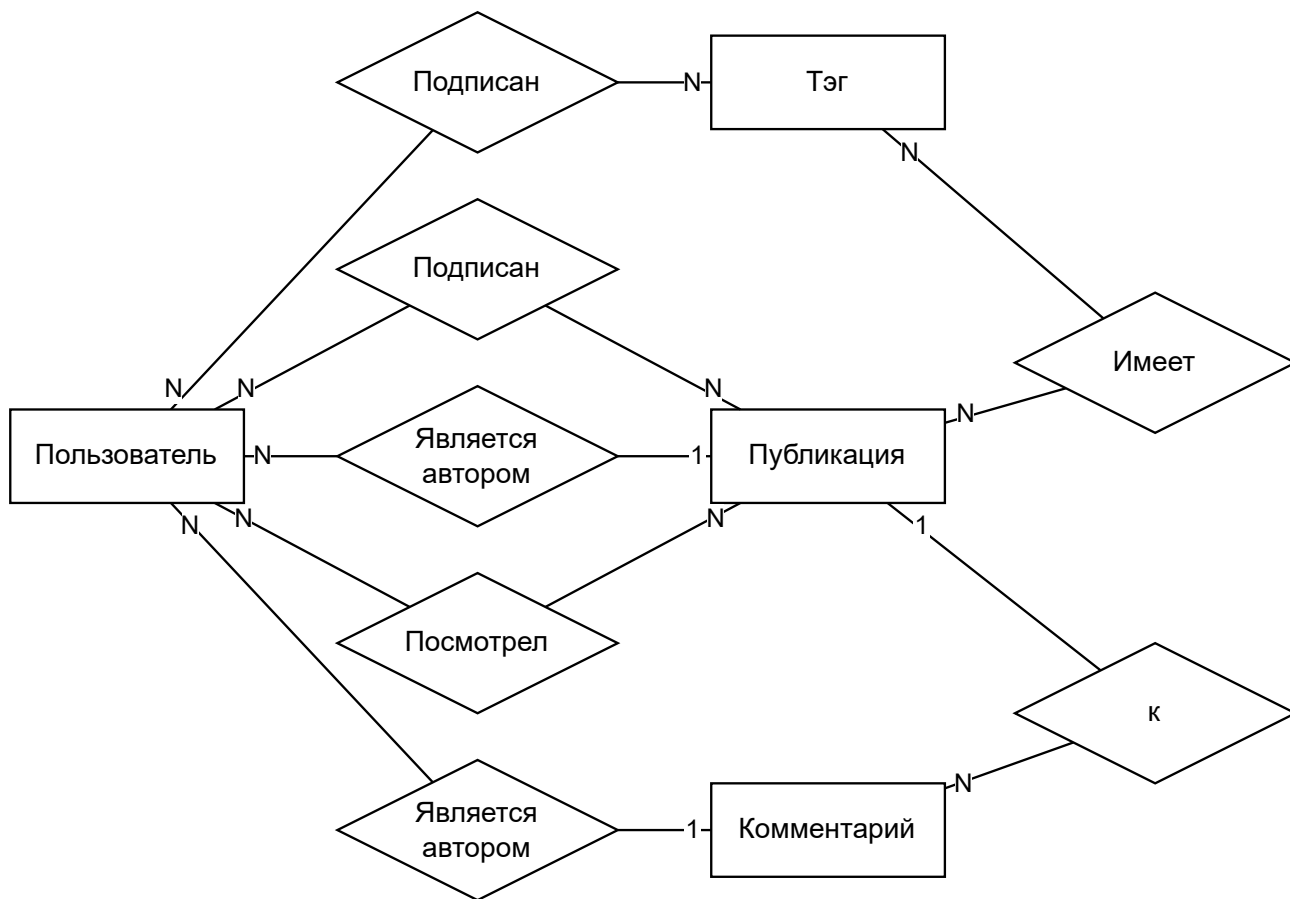 Подписан
N
Тэг
N
N
Подписан
Имеет
N
N
N
N
Пользователь
N
Является
автором
1
Публикация
N
N
N
1
Посмотрел
к
N
Является
автором
1
Комментарий